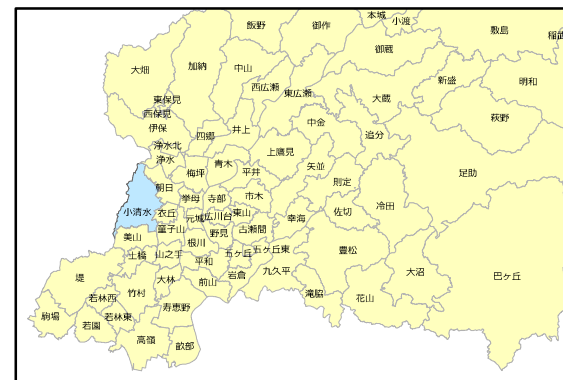 本城
小渡
飯野
御作
敷島
稲武
御蔵
加納
大畑
中山
新盛
明和
西広瀬
東広瀬
大蔵
東保見
西保見
萩野
伊保
四郷
井上
中金
追分
浄水北
浄水
上鷹見
青木
矢並
足助
梅坪
平井
則定
朝日
挙母
寺部
市木
小清水
衣丘
元城
広川台
東山
幸海
佐切
冷田
童子山
野見
古瀬間
美山
根川
土橋
山之手
平和
五ヶ丘
五ヶ丘東
豊松
堤
大林
前山
岩倉
九久平
大沼
巴ヶ丘
若林西
竹村
滝脇
花山
駒場
若園
若林東
寿恵野
高嶺
畝部